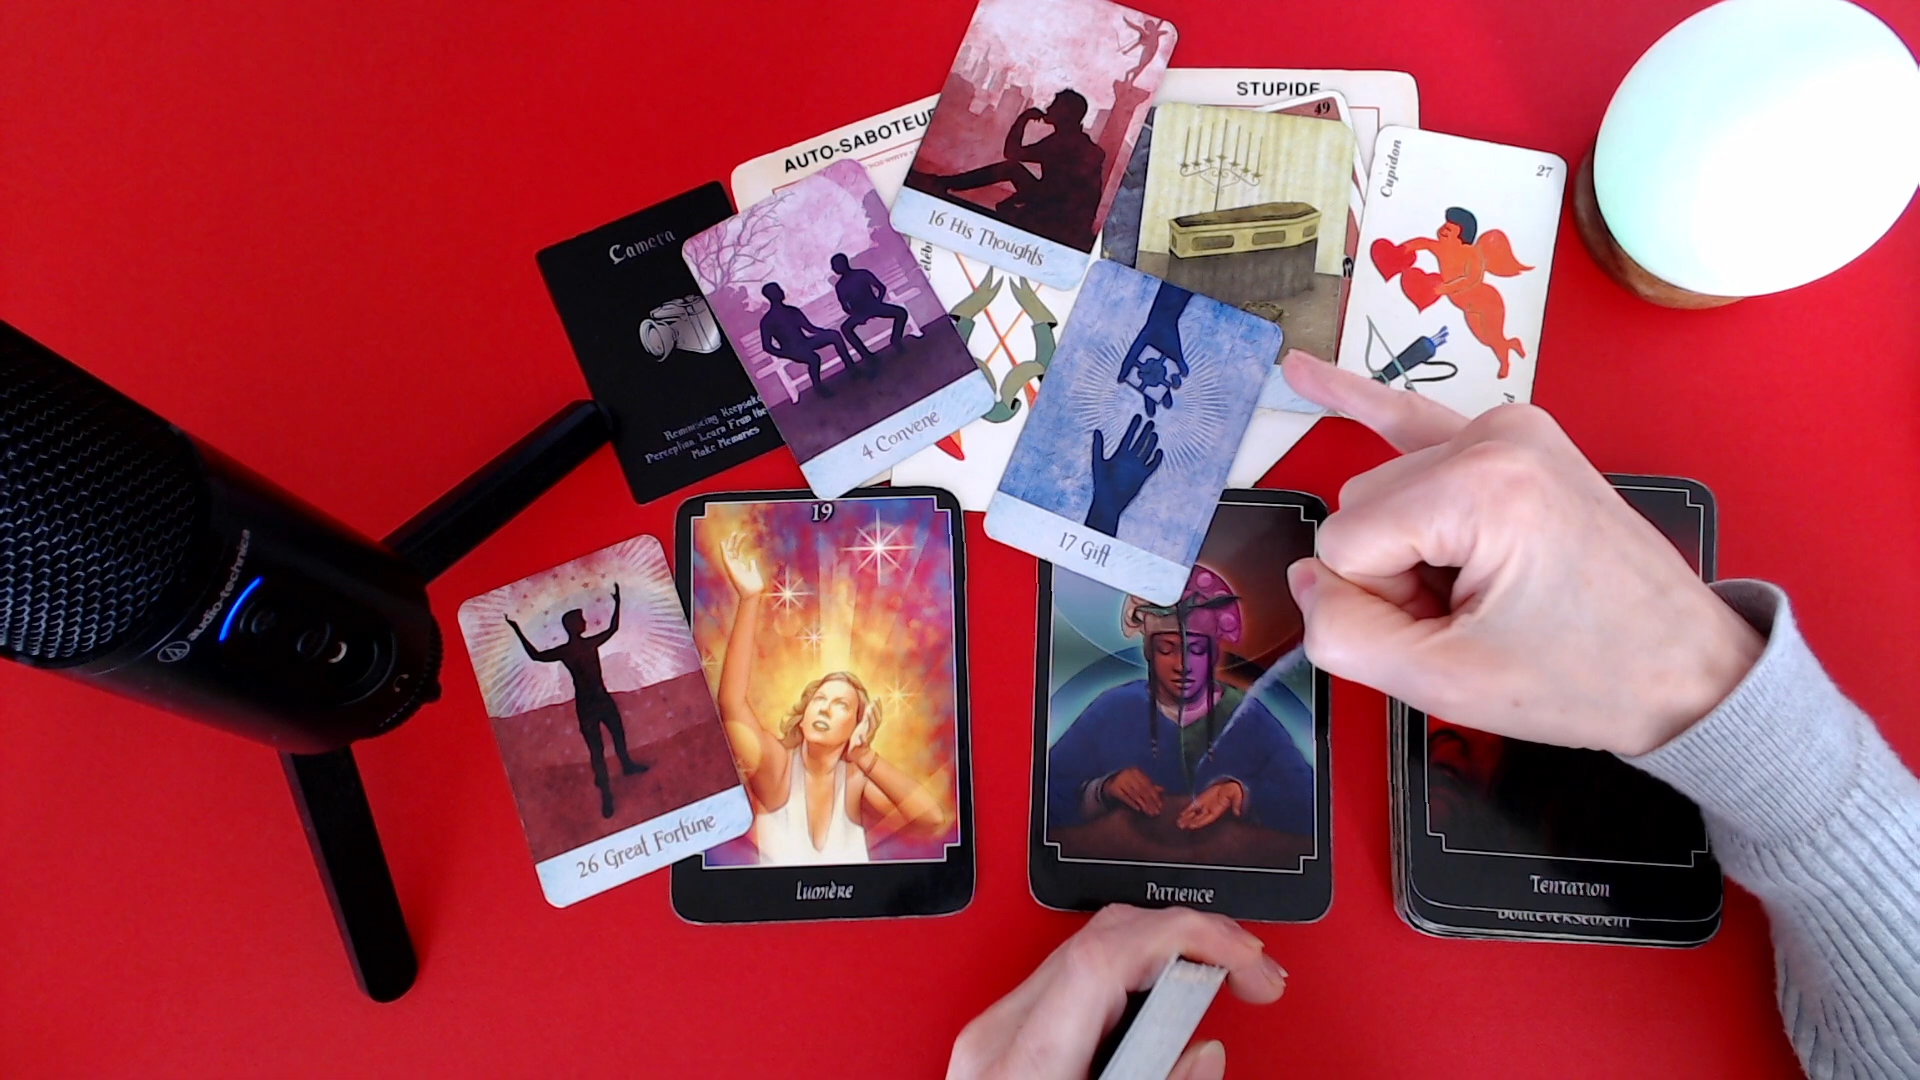 STUPIDE
AUTO-SABOTEUR
49
Cupidon
27
16 His Thoughts
Camera
Reminiscing Keepsake
Learn From the
Make Memories
4 Convene
17 Gift
19
audio-technica
26 Great Fortune
Lumière
Patience
Tentation
Bouleversement